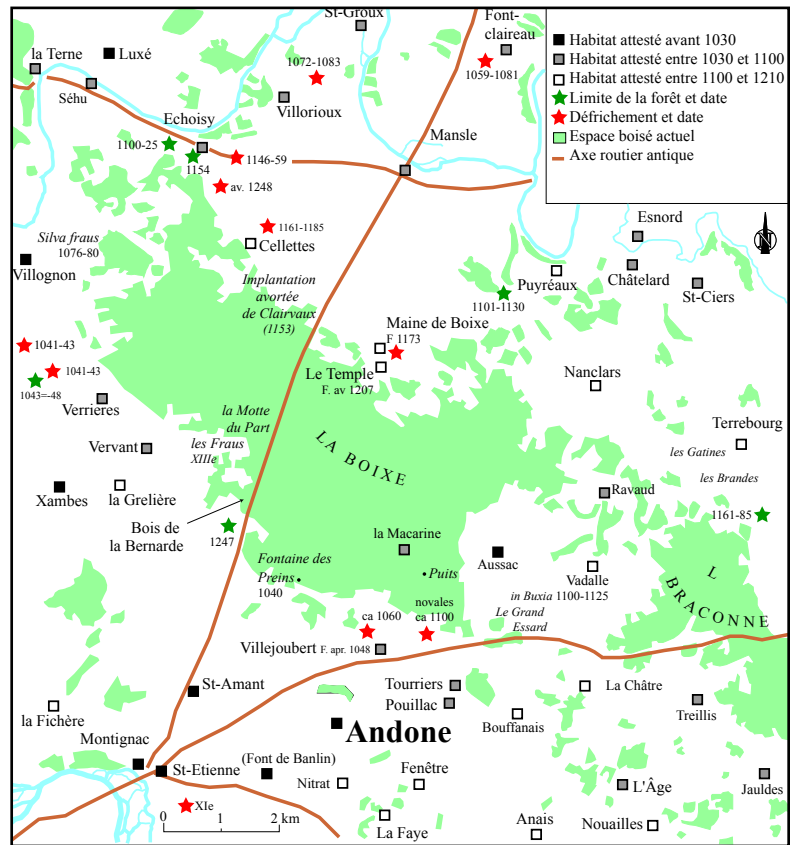 St-Groux
Font-
claireau
la Terne
Luxé
1072-1083
1059-1081
Séhu
Villorioux
Echoisy
Mansle
1100-25
1154
1146-59
av. 1248
Habitat attesté avant 1030
Habitat attesté entre 1030 et 1100
Habitat attesté entre 1100 et 1210
Limite de la forêt et date
Défrichement et date
Espace boisé actuel
Axe routier antique
N
Silva fraus
1076-80
Villognon
1161-1185
Cellettes
Esnord
Implantation
avortée
de Clairvaux
(1153)
Puyréaux
Châtelard
St-Ciers
1101-1130
Maine de Boixe
F 1173
1041-43
1041-43
1043=-48
Le Temple
F. av 1207
Nanclars
Verrieres
la Motte
du Part
Terrebourg
Vervant
les Fraus
XIIIe
LA BOIXE
les Gatines
les Brandes
Xambes
la Grelière
Ravaud
1161-85
Bois de
la Bernarde
1247
la Macarine
Fontaine des
Preins
1040
Puits
Aussac
Vadalle
L
BRACONNE
in Buxia 1100-1125
Le Grand
Essard
ca 1060
novales
ca 1100
Villejoubert F. apr. 1048
St-Amant
Tourriers
Pouillac
La Châtre
la Fichère
Bouffanais
Treillis
Andone
Montignac
St-Etienne
(Font de Banlin)
Nitrat
Fenêtre
L'Âge
Jauldes
XIe
0
2 km
La Faye
Anais
Nouailles